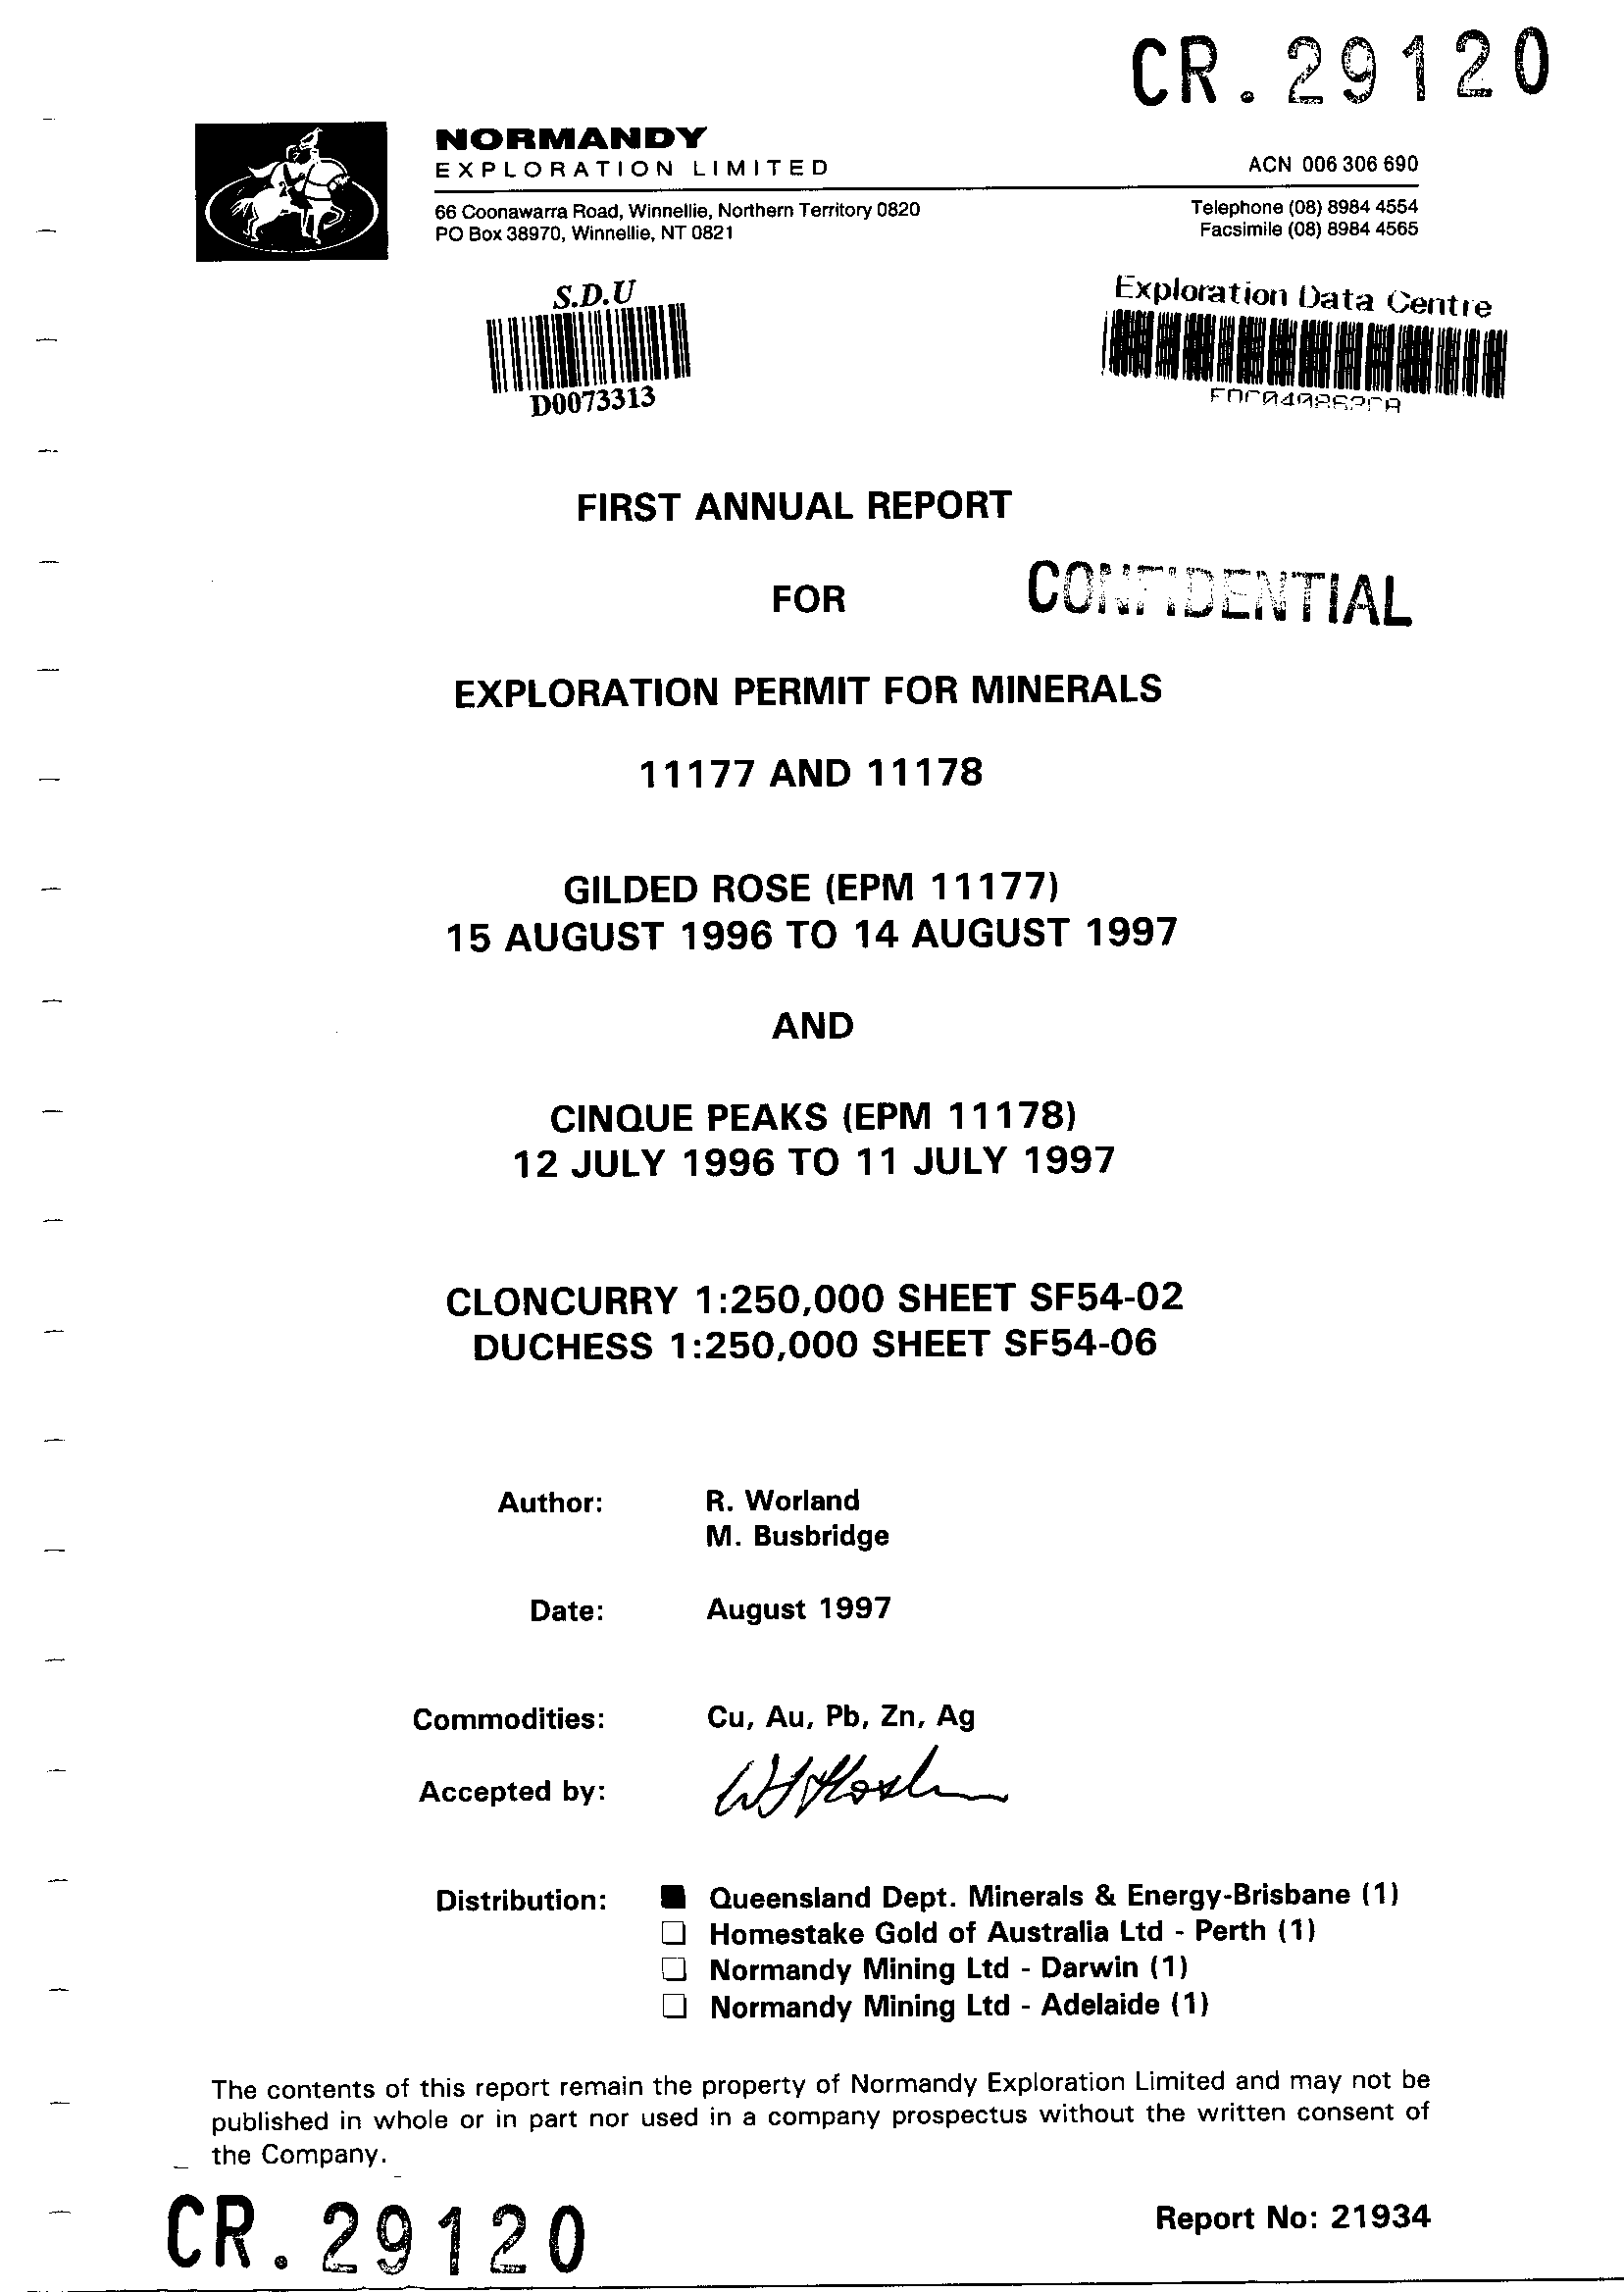 CR.29120
NORMANDY
EXPLORATION LIMITED
ACN 006 306 690
66 Coonawarra Road, Winnellie, Northern Territory 0820
PO Box 38970, Winnellie, NT 0821
Telephone (08) 8984 4554
Facsimile (08) 8984 4565
S.D.U
D0073313
Exploration Data Centre
FIRST ANNUAL REPORT
FOR
CONFIDENTIAL
EXPLORATION PERMIT FOR MINERALS
11177 AND 11178
GILDED ROSE (EPM 11177)
15 AUGUST 1996 TO 14 AUGUST 1997
AND
CINQUE PEAKS (EPM 11178)
12 JULY 1996 TO 11 JULY 1997
CLONCURRY 1:250,000 SHEET SF54-02
DUCHESS 1:250,000 SHEET SF54-06
Author: R. Worland
M. Busbridge
Date: August 1997
Commodities: Cu, Au, Pb, Zn, Ag
Accepted by:
Distribution: ■ Queensland Dept. Minerals & Energy-Brisbane (1)
❑ Homestake Gold of Australia Ltd - Perth (1)
❑ Normandy Mining Ltd - Darwin (1)
❑ Normandy Mining Ltd - Adelaide (1)
The contents of this report remain the property of Normandy Exploration Limited and may not be
published in whole or in part nor used in a company prospectus without the written consent of
the Company.
CR.29120
Report No: 21934